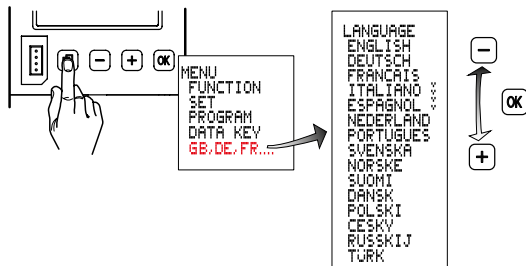 OK
MENU
FUNCTION
SET
PROGRAM
DATA KEY
GB,DE,FR....
LANGUAGE
ENGLISH
DEUTSCH
FRANCAIS
ITALIANO
ESPAGNOL
NEDERLAND
PORTUGUES
SVENSKA
NORSKE
SUOMI
DANSK
POLSKI
CESKY
RUSSKIJ
TURK
OK